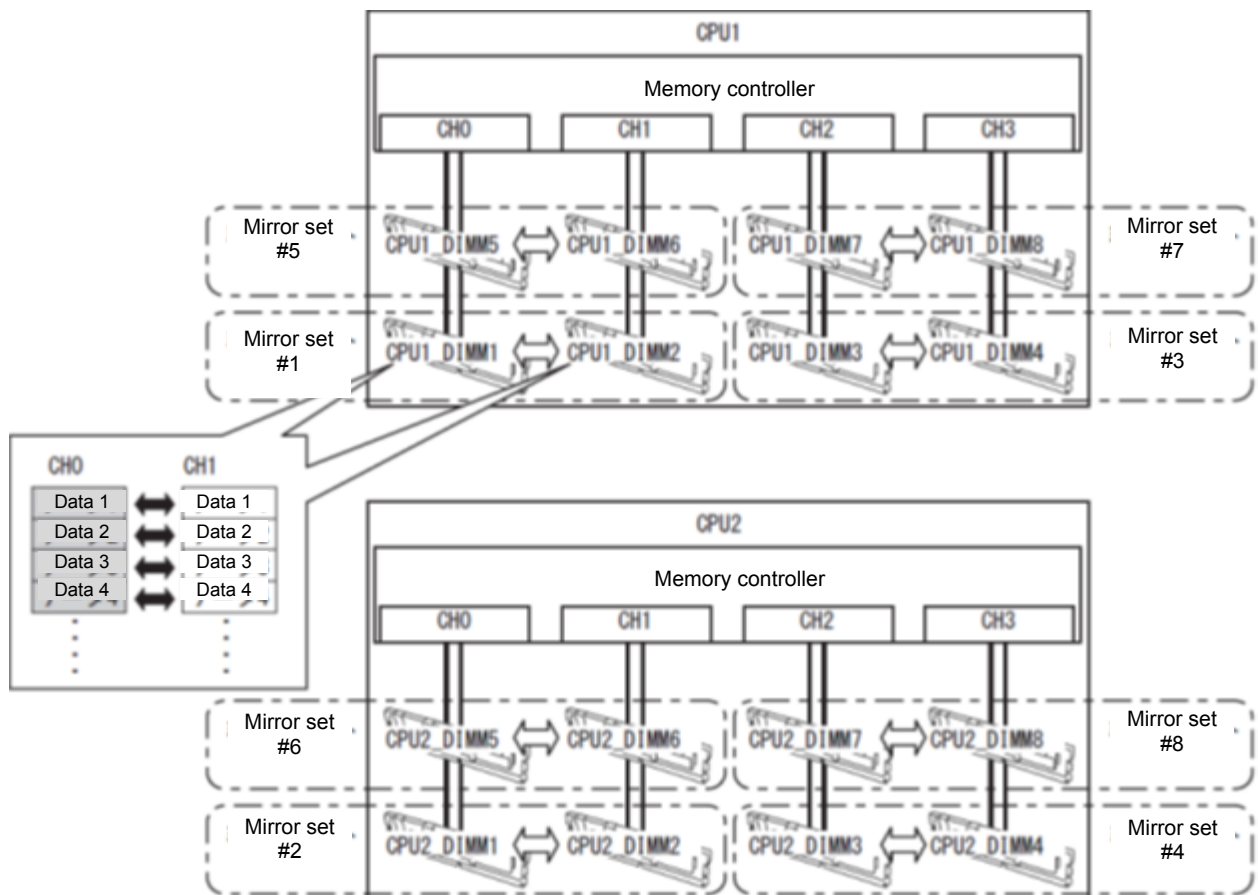 CPU1
Memory controller
CH0 CH1 CH2 CH3
Mirror set
#5
CPU1_DIMM5 CPU1_DIMM6 CPU1_DIMM7 CPU1_DIMM8
Mirror set
#7
Mirror set
#1
CPU1_DIMM1 CPU1_DIMM2 CPU1_DIMM3 CPU1_DIMM4
Mirror set
#3
CH0 CH1
Data 1 Data 1
Data 2 Data 2
Data 3 Data 3
Data 4 Data 4
CPU2
Memory controller
CH0 CH1 CH2 CH3
Mirror set
#6
CPU2_DIMM5 CPU2_DIMM6 CPU2_DIMM7 CPU2_DIMM8
Mirror set
#8
Mirror set
#2
CPU2_DIMM1 CPU2_DIMM2 CPU2_DIMM3 CPU2_DIMM4
Mirror set
#4